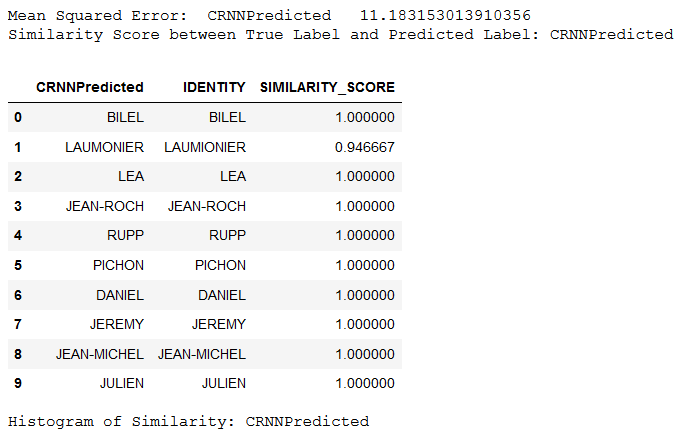 Mean Squared Error:  CRNNPredicted   11.183153013910356
Similarity Score between True Label and Predicted Label: CRNNPredicted
CRNNPredicted IDENTITY SIMILARITY_SCORE
0 BILEL BILEL 1.000000
1 LAUMONIER LAUMIONIER 0.946667
2 LEA LEA 1.000000
3 JEAN-ROCH JEAN-ROCH 1.000000
4 RUPP RUPP 1.000000
5 PICHON PICHON 1.000000
6 DANIEL DANIEL 1.000000
7 JEREMY JEREMY 1.000000
8 JEAN-MICHEL JEAN-MICHEL 1.000000
9 JULIEN JULIEN 1.000000
Histogram of Similarity: CRNNPredicted